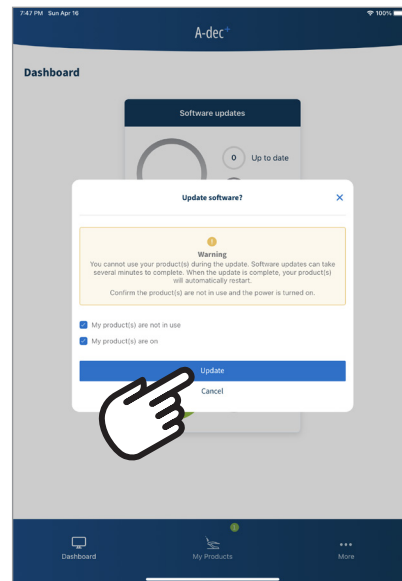 7:47 PM Sun Apr 16
100%
A-dec+
Dashboard
Software updates
0 Up to date
Update software?
Warning
You cannot use your product(s) during the update. Software updates can take
several minutes to complete. When the update is complete, your product(s)
will automatically restart.
Confirm the product(s) are not in use and the power is turned on.
My product(s) are not in use
My product(s) are on
Update
Cancel
Dashboard
My Products
More